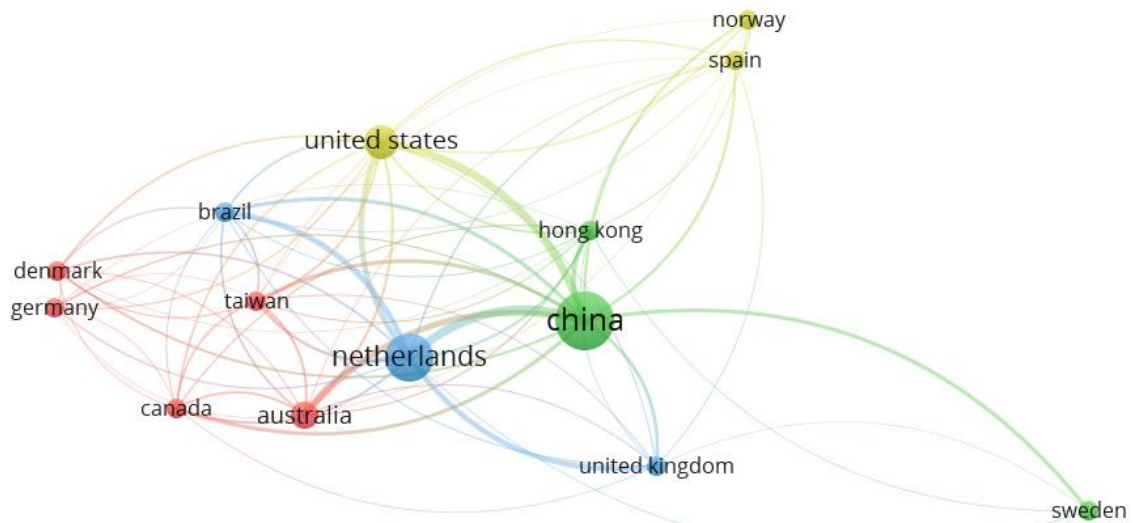 norway
spain
united states
brazil
hong kong
denmark
taiwan
germany
china
netherlands
canada
australia
united kingdom
sweden